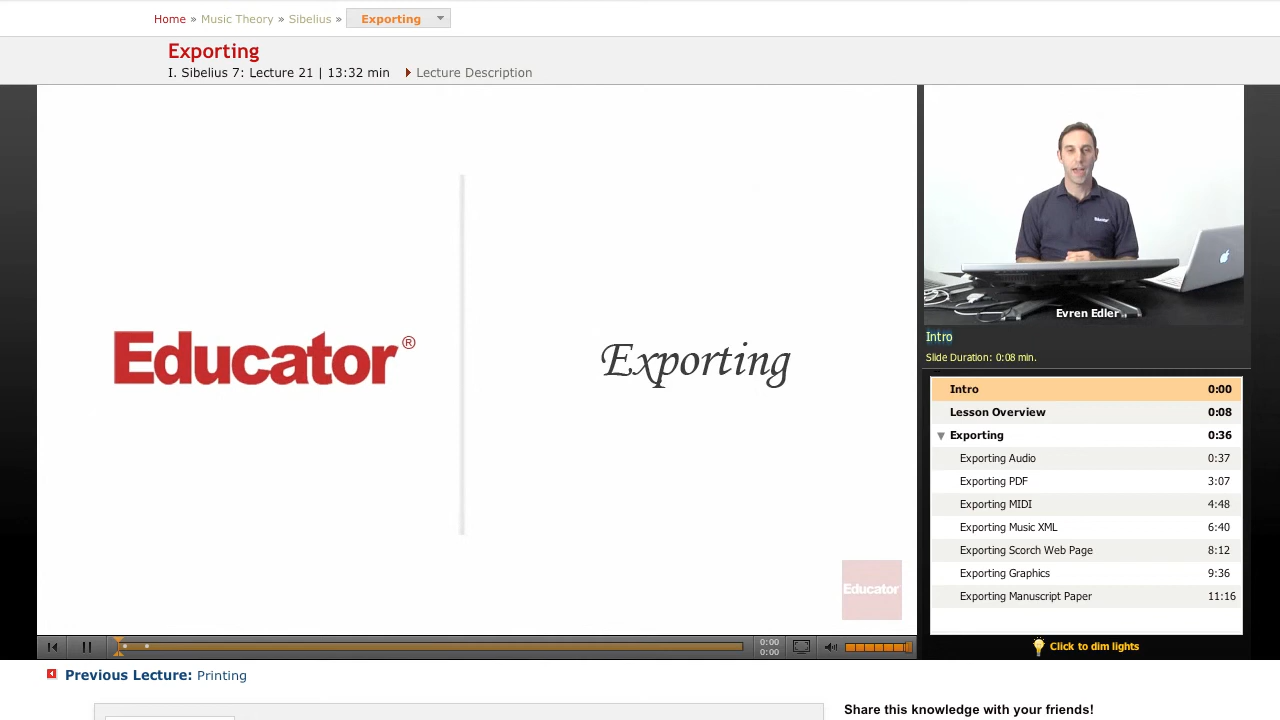 Home » Music Theory » Sibelius » Exporting
Exporting
I. Sibelius 7: Lecture 21 | 13:32 min Lecture Description
Educator®
Exporting
Educator
Educator
Evren Edler
Intro
Slide Duration: 0:08 min.
Intro 0:00
Lesson Overview 0:08
Exporting 0:36
Exporting Audio 0:37
Exporting PDF 3:07
Exporting MIDI 4:48
Exporting Music XML 6:40
Exporting Scorch Web Page 8:12
Exporting Graphics 9:36
Exporting Manuscript Paper 11:16
0:00
0:00
Click to dim lights
Previous Lecture: Printing
Share this knowledge with your friends!